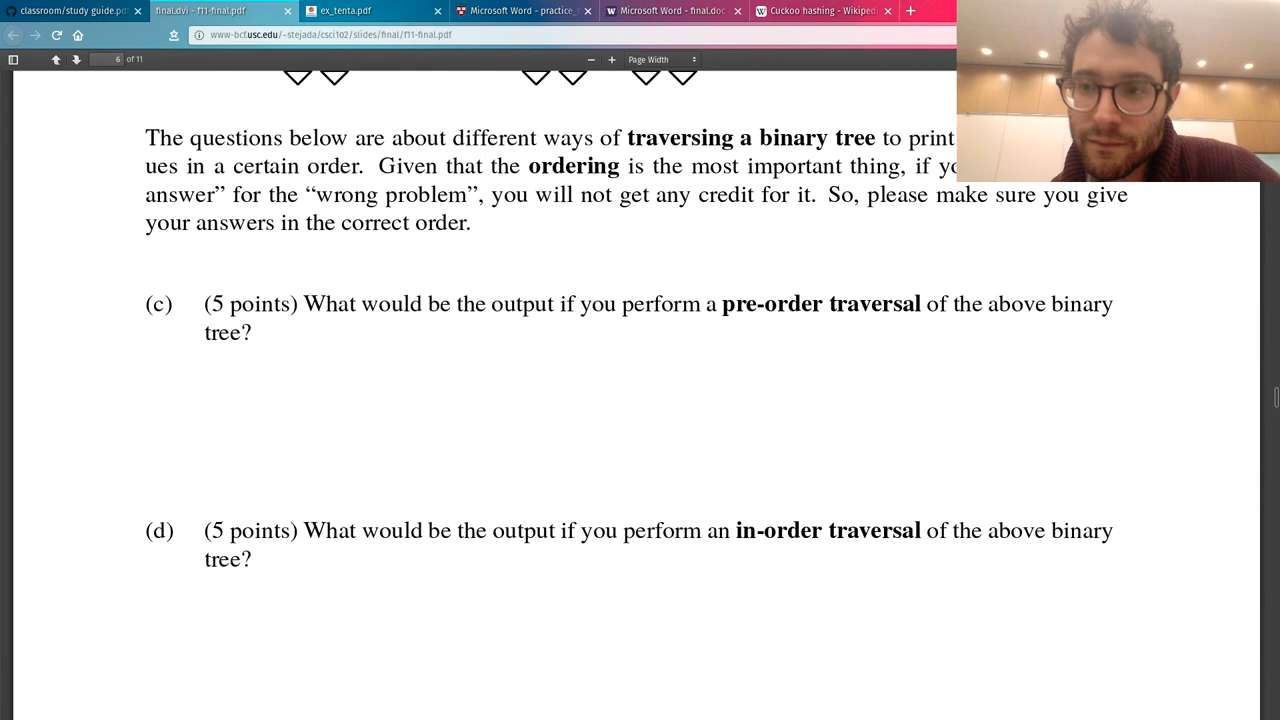 classroom/study guide.pd
final.dvi - f11-final.pdf
ex_tenta.pdf
Microsoft Word - practice_
Microsoft Word - final.doc
Cuckoo hashing - Wikiped
www-bcf.usc.edu/~stejada/csci102/slides/final/f11-final.pdf
6 of 11
Page Width
The questions below are about different ways of traversing a binary tree to print
ues in a certain order. Given that the ordering is the most important thing, if yo
answer” for the “wrong problem”, you will not get any credit for it. So, please make sure you give
your answers in the correct order.
(c) (5 points) What would be the output if you perform a pre-order traversal of the above binary
tree?
(d) (5 points) What would be the output if you perform an in-order traversal of the above binary
tree?